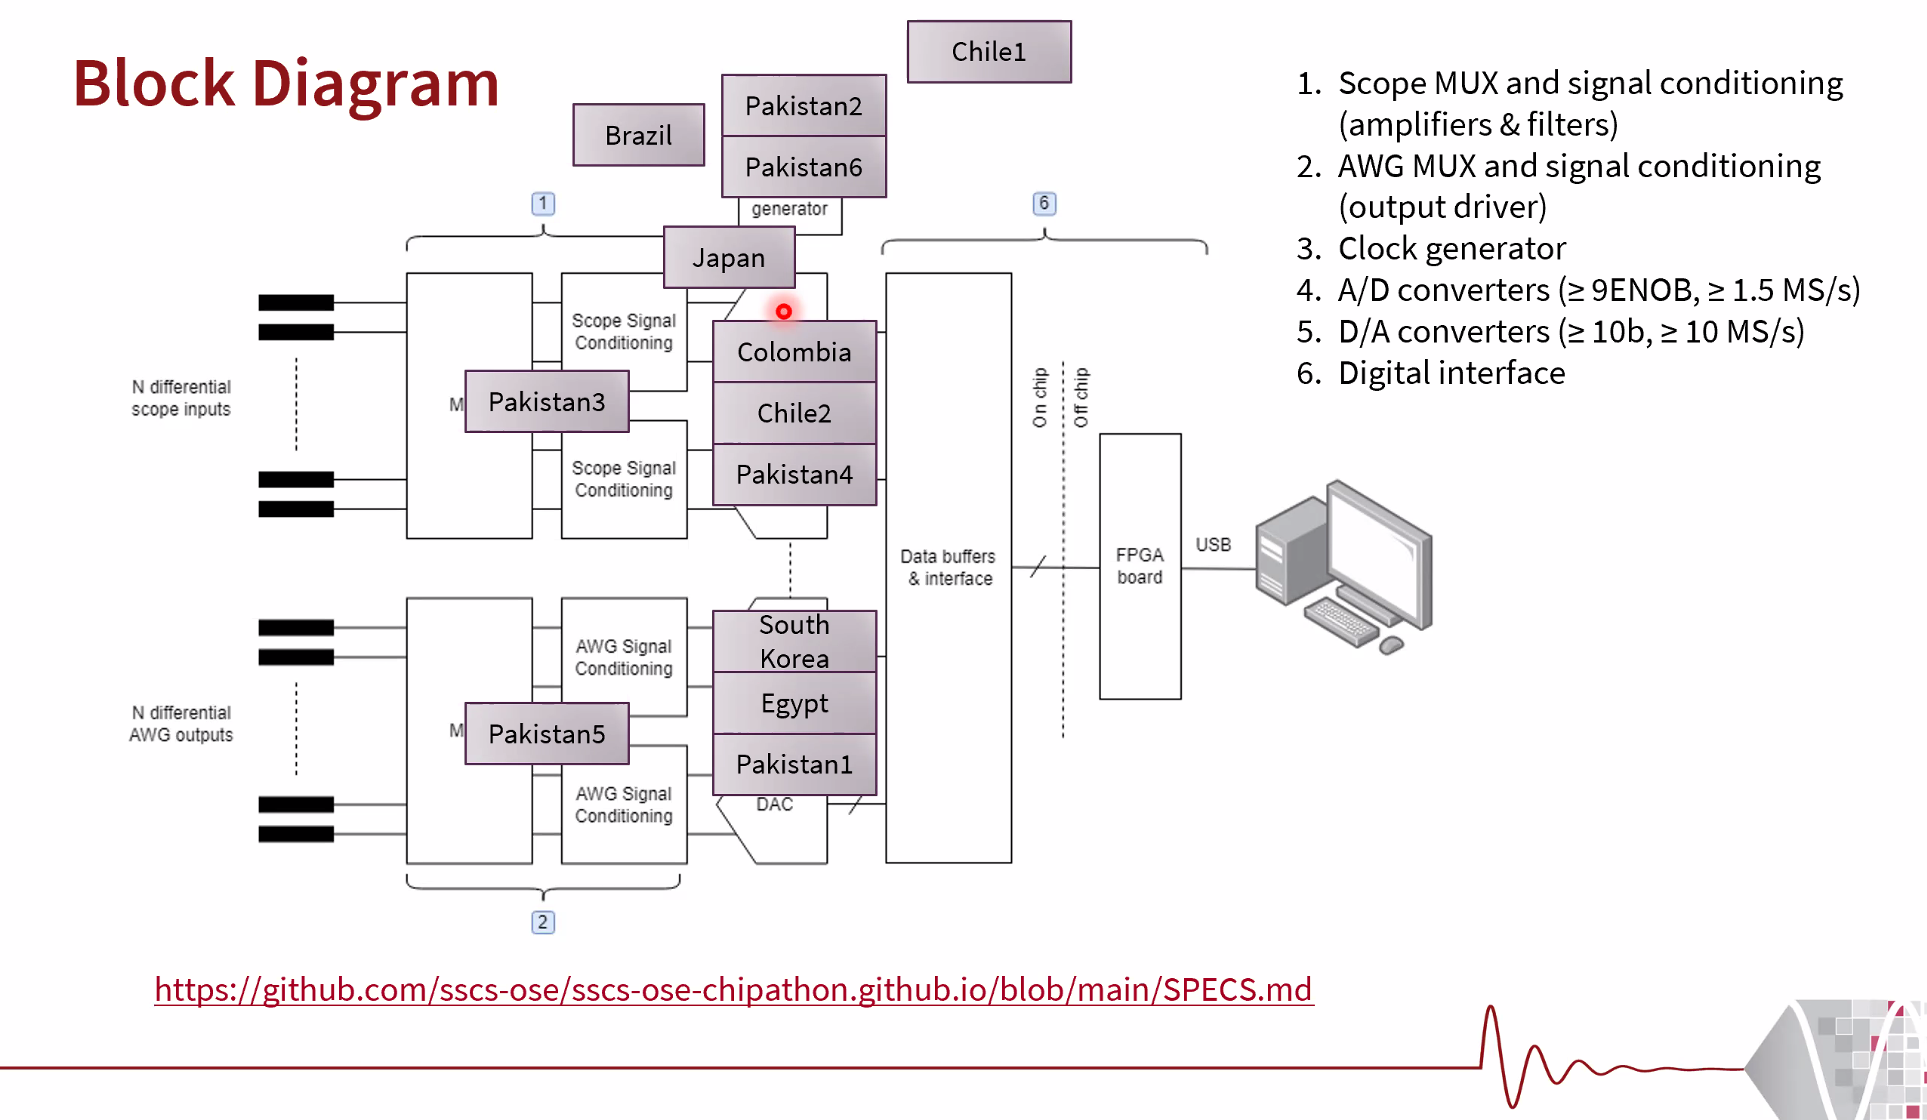 Block Diagram
Chile1
Pakistan2
Brazil
Pakistan6
generator
1
6
Japan
1. Scope MUX and signal conditioning
(amplifiers & filters)
2. AWG MUX and signal conditioning
(output driver)
3. Clock generator
4. A/D converters (≥ 9ENOB, ≥ 1.5 MS/s)
5. D/A converters (≥ 10b, ≥ 10 MS/s)
6. Digital interface
N differential
scope inputs
M
Pakistan3
Scope Signal
Conditioning
Scope Signal
Conditioning
Colombia
Chile2
Pakistan4
On chip
Off chip
Data buffers
& interface
FPGA
board
USB
N differential
AWG outputs
M
Pakistan5
AWG Signal
Conditioning
AWG Signal
Conditioning
South
Korea
Egypt
Pakistan1
DAC
2
https://github.com/sscs-ose/sscs-ose-chipathon.github.io/blob/main/SPECS.md